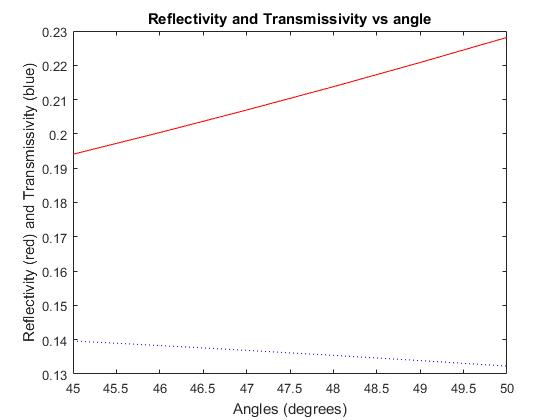 Reflectivity and Transmissivity vs angle
Reflectivity (red) and Transmissivity (blue)
0.23
0.22
0.21
0.2
0.19
0.18
0.17
0.16
0.15
0.14
0.13
45 45.5 46 46.5 47 47.5 48 48.5 49 49.5 50
Angles (degrees)